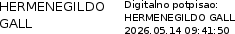 HERMENEGILDO
GALL
Digitalno potpisao:
HERMENEGILDO GALL
2026.05.14 09:41:50